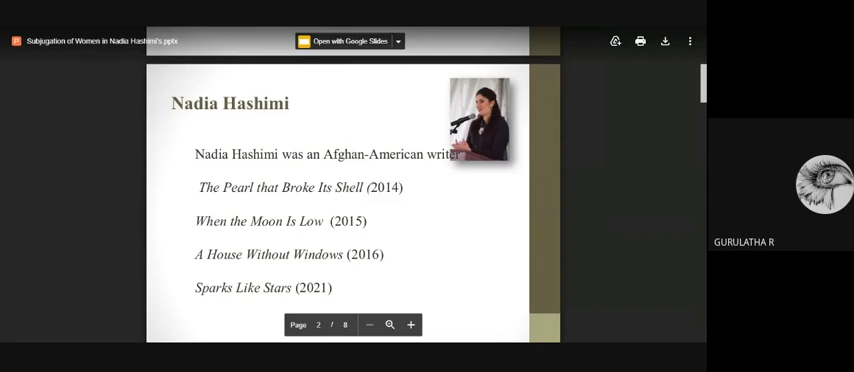 Subjugation of Women in Nadia Hashimi's.pptx
Open with Google Slides
Nadia Hashimi
Nadia Hashimi was an Afghan-American writer
The Pearl that Broke Its Shell (2014)
When the Moon Is Low (2015)
A House Without Windows (2016)
Sparks Like Stars (2021)
Page 2 / 8
GURULATHA R